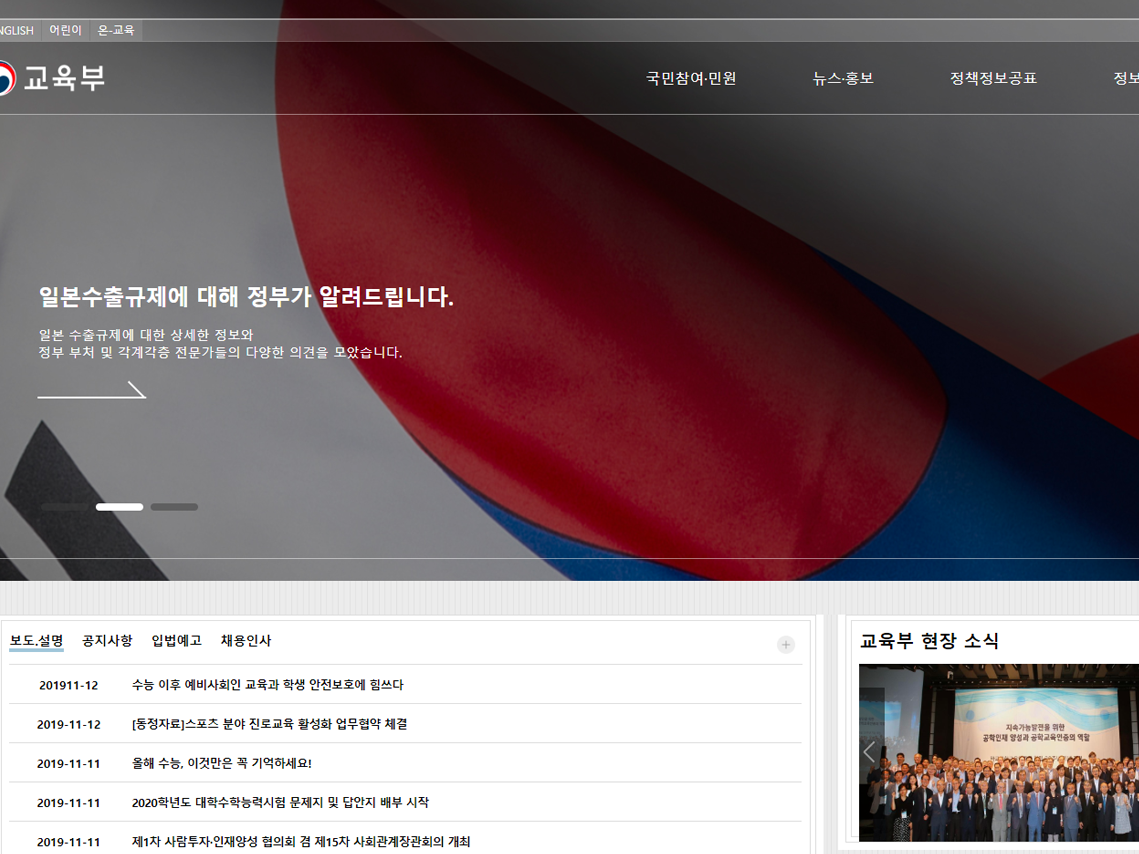 NGLISH 어린이 온-교육
교육부
국민참여·민원 뉴스·홍보 정책정보공표 정보
일본수출규제에 대해 정부가 알려드립니다.
일본 수출규제에 대한 상세한 정보와
정부 부처 및 각계각층 전문가들의 다양한 의견을 모았습니다.
보도.설명 공지사항 입법예고 채용인사
201911-12 수능 이후 예비사회인 교육과 학생 안전보호에 힘쓰다
2019-11-12 [동정자료]스포츠 분야 진로교육 활성화 업무협약 체결
2019-11-11 올해 수능, 이것만은 꼭 기억하세요!
2019-11-11 2020학년도 대학수학능력시험 문제지 및 답안지 배부 시작
2019-11-11 제1차 사람투자·인재양성 협의회 겸 제15차 사회관계장관회의 개최
교육부 현장 소식
지속가능발전을 위한
공학인재 양성과 공학교육인증의 역할